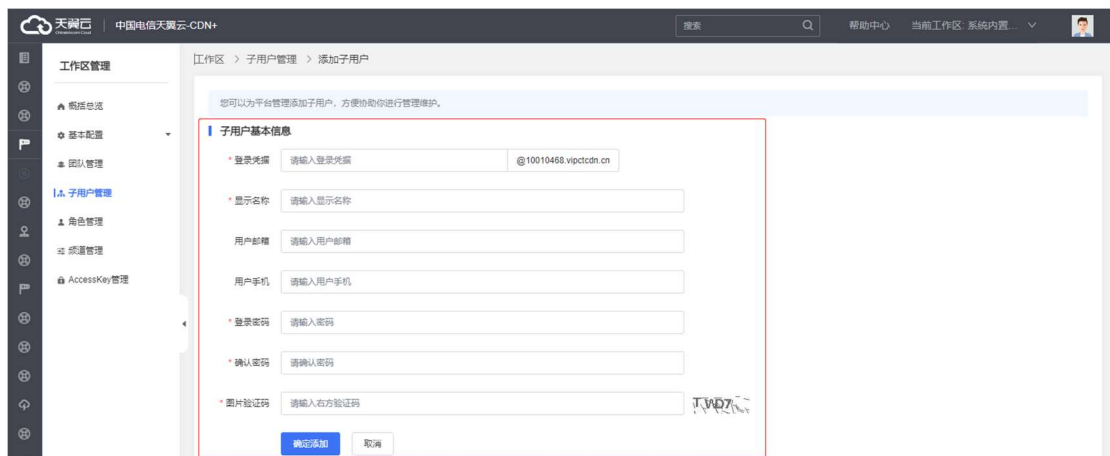 天翼云
中国电信天翼云-CDN+
搜索
帮助中心
当前工作区: 系统内置...
工作区管理
概括总览
基本配置
团队管理
子用户管理
角色管理
频道管理
AccessKey管理
工作区 > 子用户管理 > 添加子用户
您可以为平台管理添加子用户,方便协助你进行管理维护。
子用户基本信息
* 登录凭据 请输入登录凭据 @10010468.vipctcdn.cn
* 显示名称 请输入显示名称
用户邮箱 请输入用户邮箱
用户手机 请输入用户手机
* 登录密码 请输入密码
* 确认密码 请确认密码
* 图片验证码 请输入右方验证码
确定添加 取消